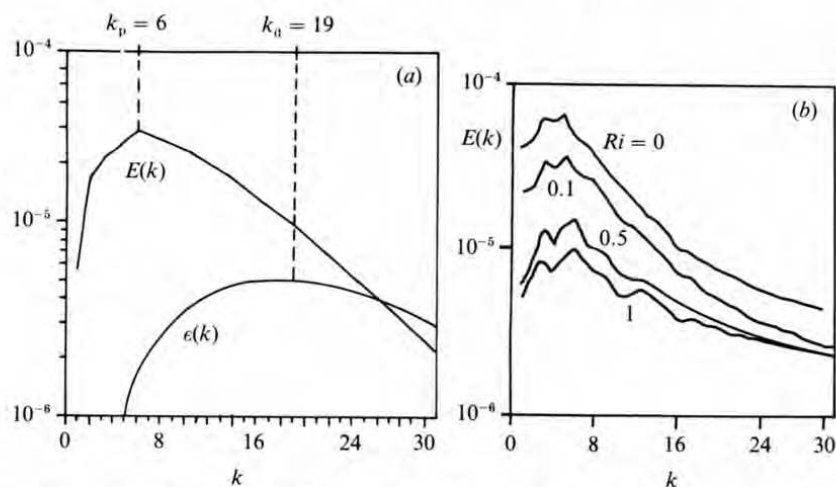 k_p = 6
k_a = 19
10^-4
(a)
E(k)
10^-5
ϵ(k)
10^-6
0
8
16
24
30
k
10^-4
(b)
E(k)
Ri = 0
0.1
10^-5
0.5
1
10^-6
0
8
16
24
30
k